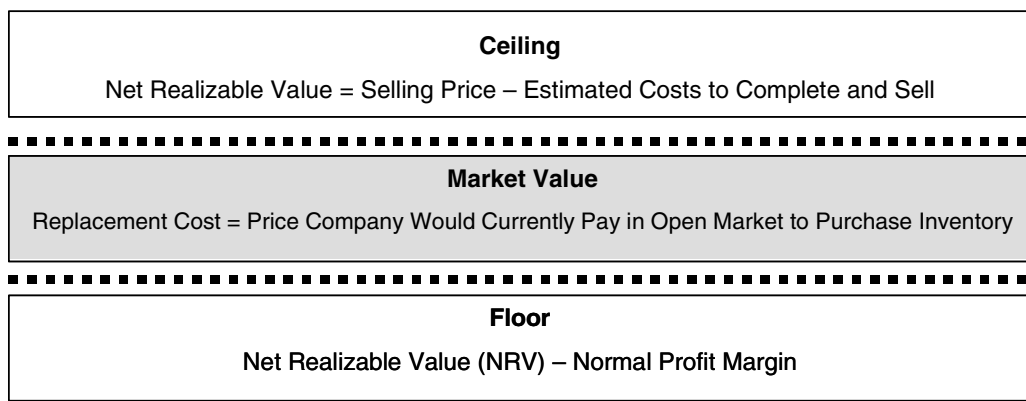 Ceiling
Net Realizable Value = Selling Price – Estimated Costs to Complete and Sell
Market Value
Replacement Cost = Price Company Would Currently Pay in Open Market to Purchase Inventory
Floor
Net Realizable Value (NRV) – Normal Profit Margin